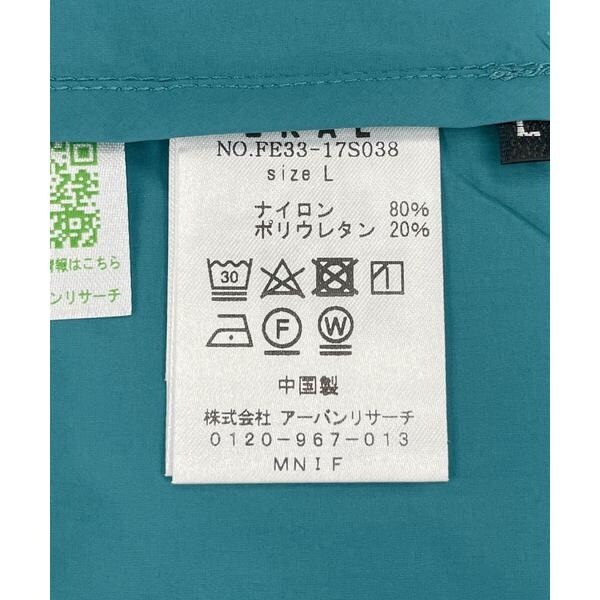 NO.FE33-17S038
size L
ナイロン 80%
ポリウレタン 20%
30
F
W
中国製
株式会社 アーバンリサーチ
0120-967-013
MNIF
情報はこちら
ンリサーチ
L